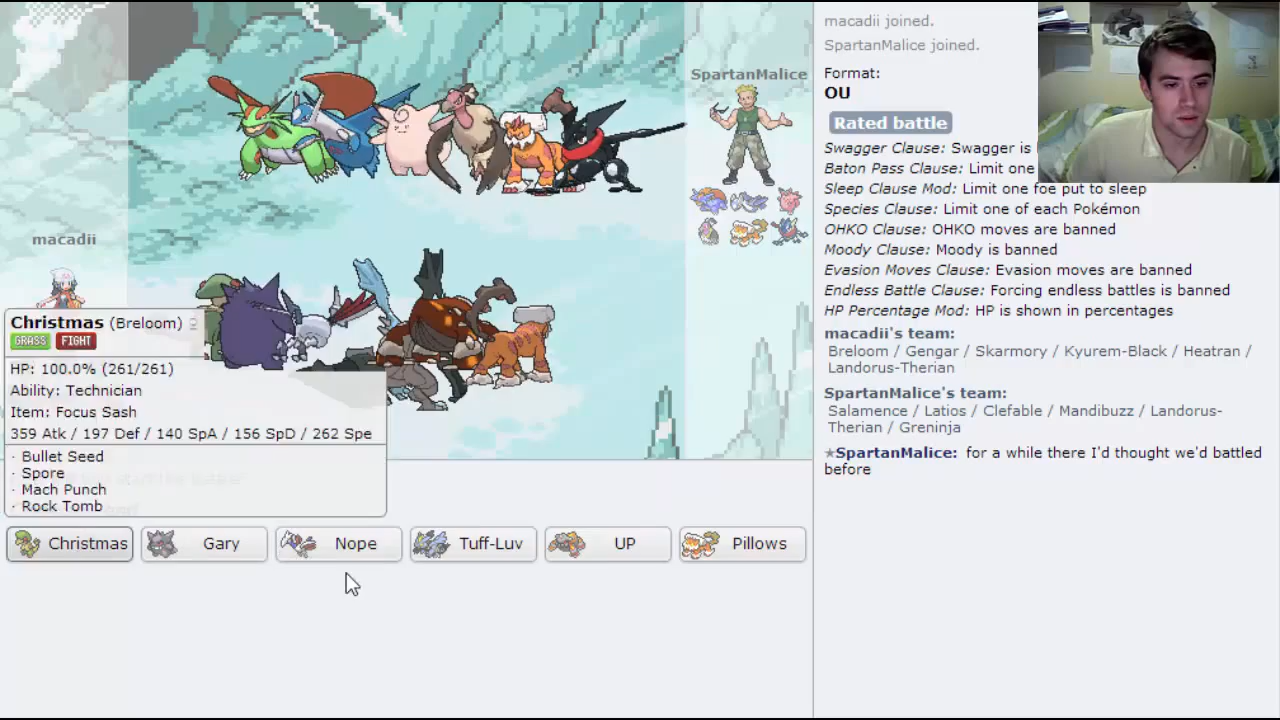 macadii joined.
SpartanMalice joined.
Format:
OU
Rated battle
Swagger Clause: Swagger is
Baton Pass Clause: Limit one
Sleep Clause Mod: Limit one foe put to sleep
Species Clause: Limit one of each Pokémon
OHKO Clause: OHKO moves are banned
Moody Clause: Moody is banned
Evasion Moves Clause: Evasion moves are banned
Endless Battle Clause: Forcing endless battles is banned
HP Percentage Mod: HP is shown in percentages
macadii's team:
Breloom / Gengar / Skarmory / Kyurem-Black / Heatran /
Landorus-Therian
SpartanMalice's team:
Salamence / Latios / Clefable / Mandibuzz / Landorus-
Therian / Greninja
★SpartanMalice: for a while there I'd thought we'd battled
before
SpartanMalice
macadii
Christmas (Breloom) ♀
GRASS FIGHT
HP: 100.0% (261/261)
Ability: Technician
Item: Focus Sash
359 Atk / 197 Def / 140 SpA / 156 SpD / 262 Spe
· Bullet Seed
· Spore
· Mach Punch
· Rock Tomb
Christmas Gary Nope Tuff-Luv UP Pillows